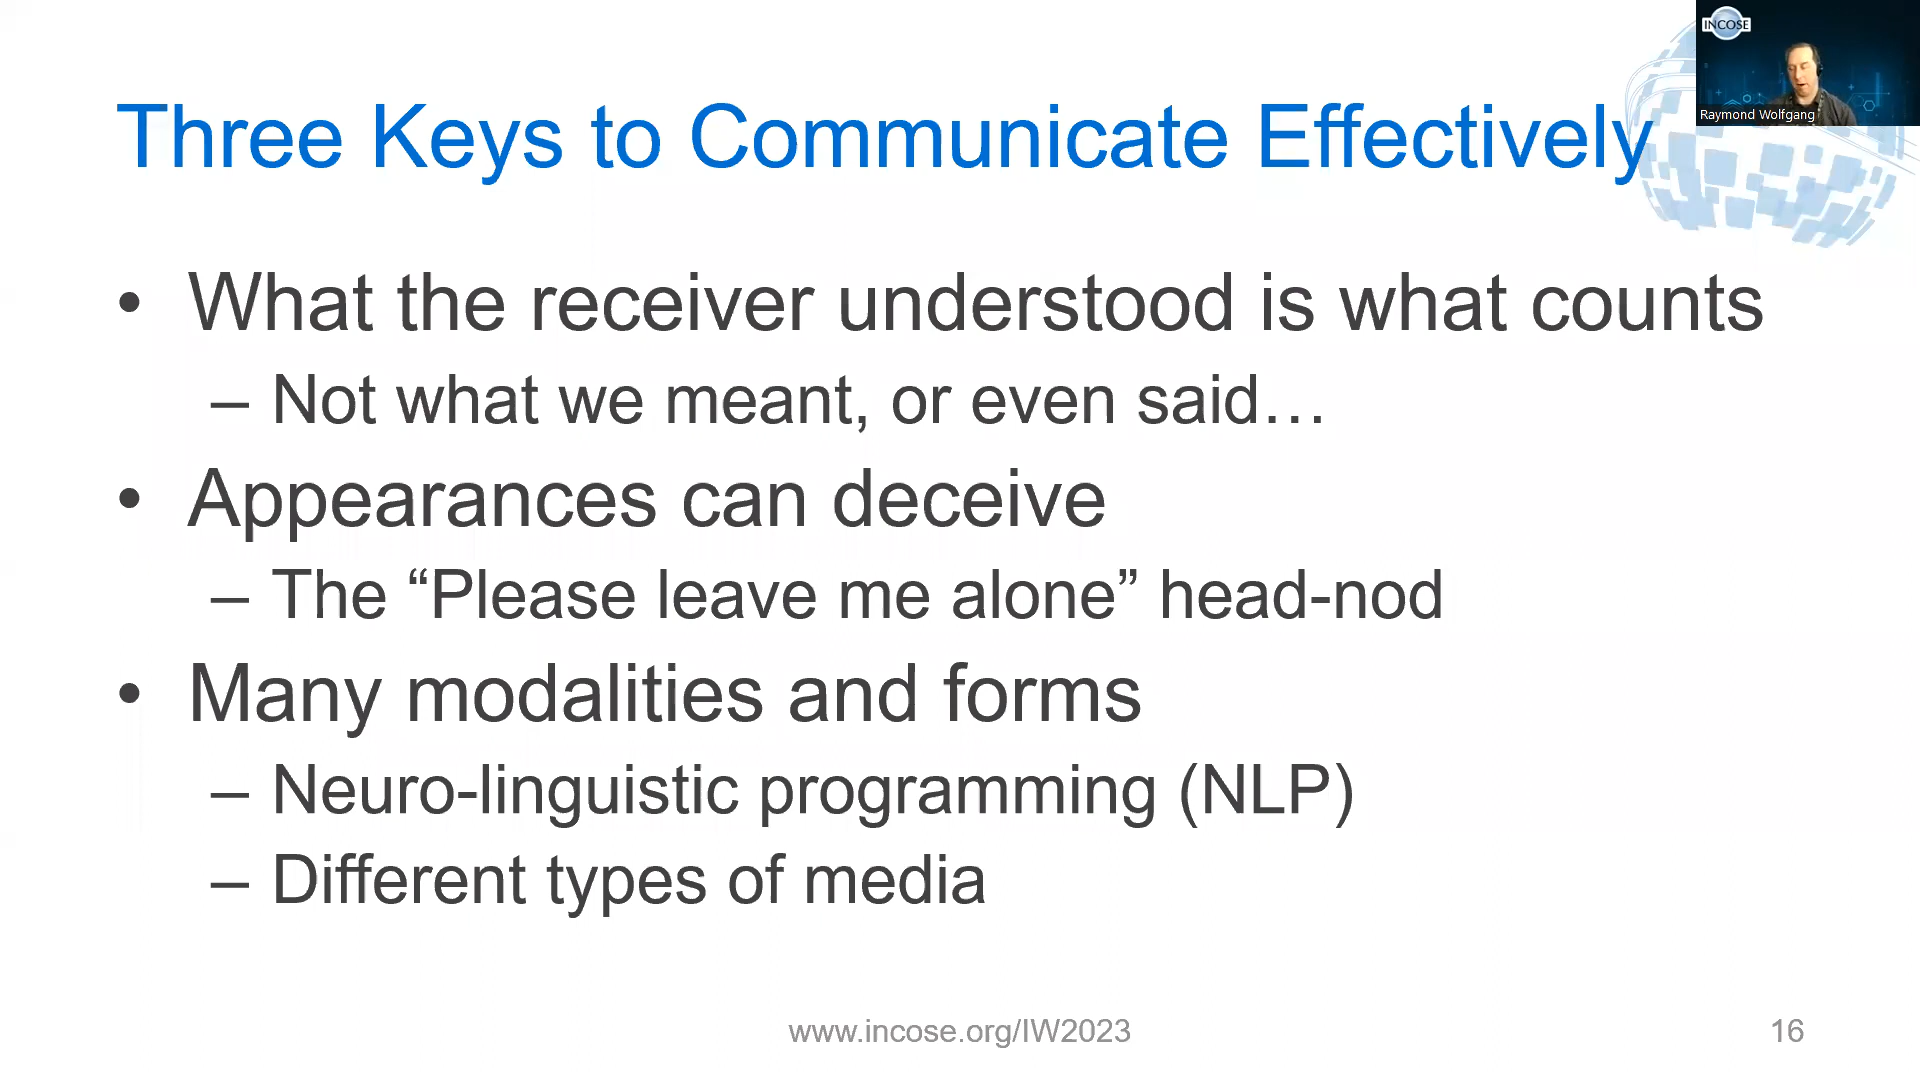 INCOSE
Raymond Wolfgang
Three Keys to Communicate Effectively
• What the receiver understood is what counts
– Not what we meant, or even said…
• Appearances can deceive
– The “Please leave me alone” head-nod
• Many modalities and forms
– Neuro-linguistic programming (NLP)
– Different types of media
www.incose.org/IW2023
16